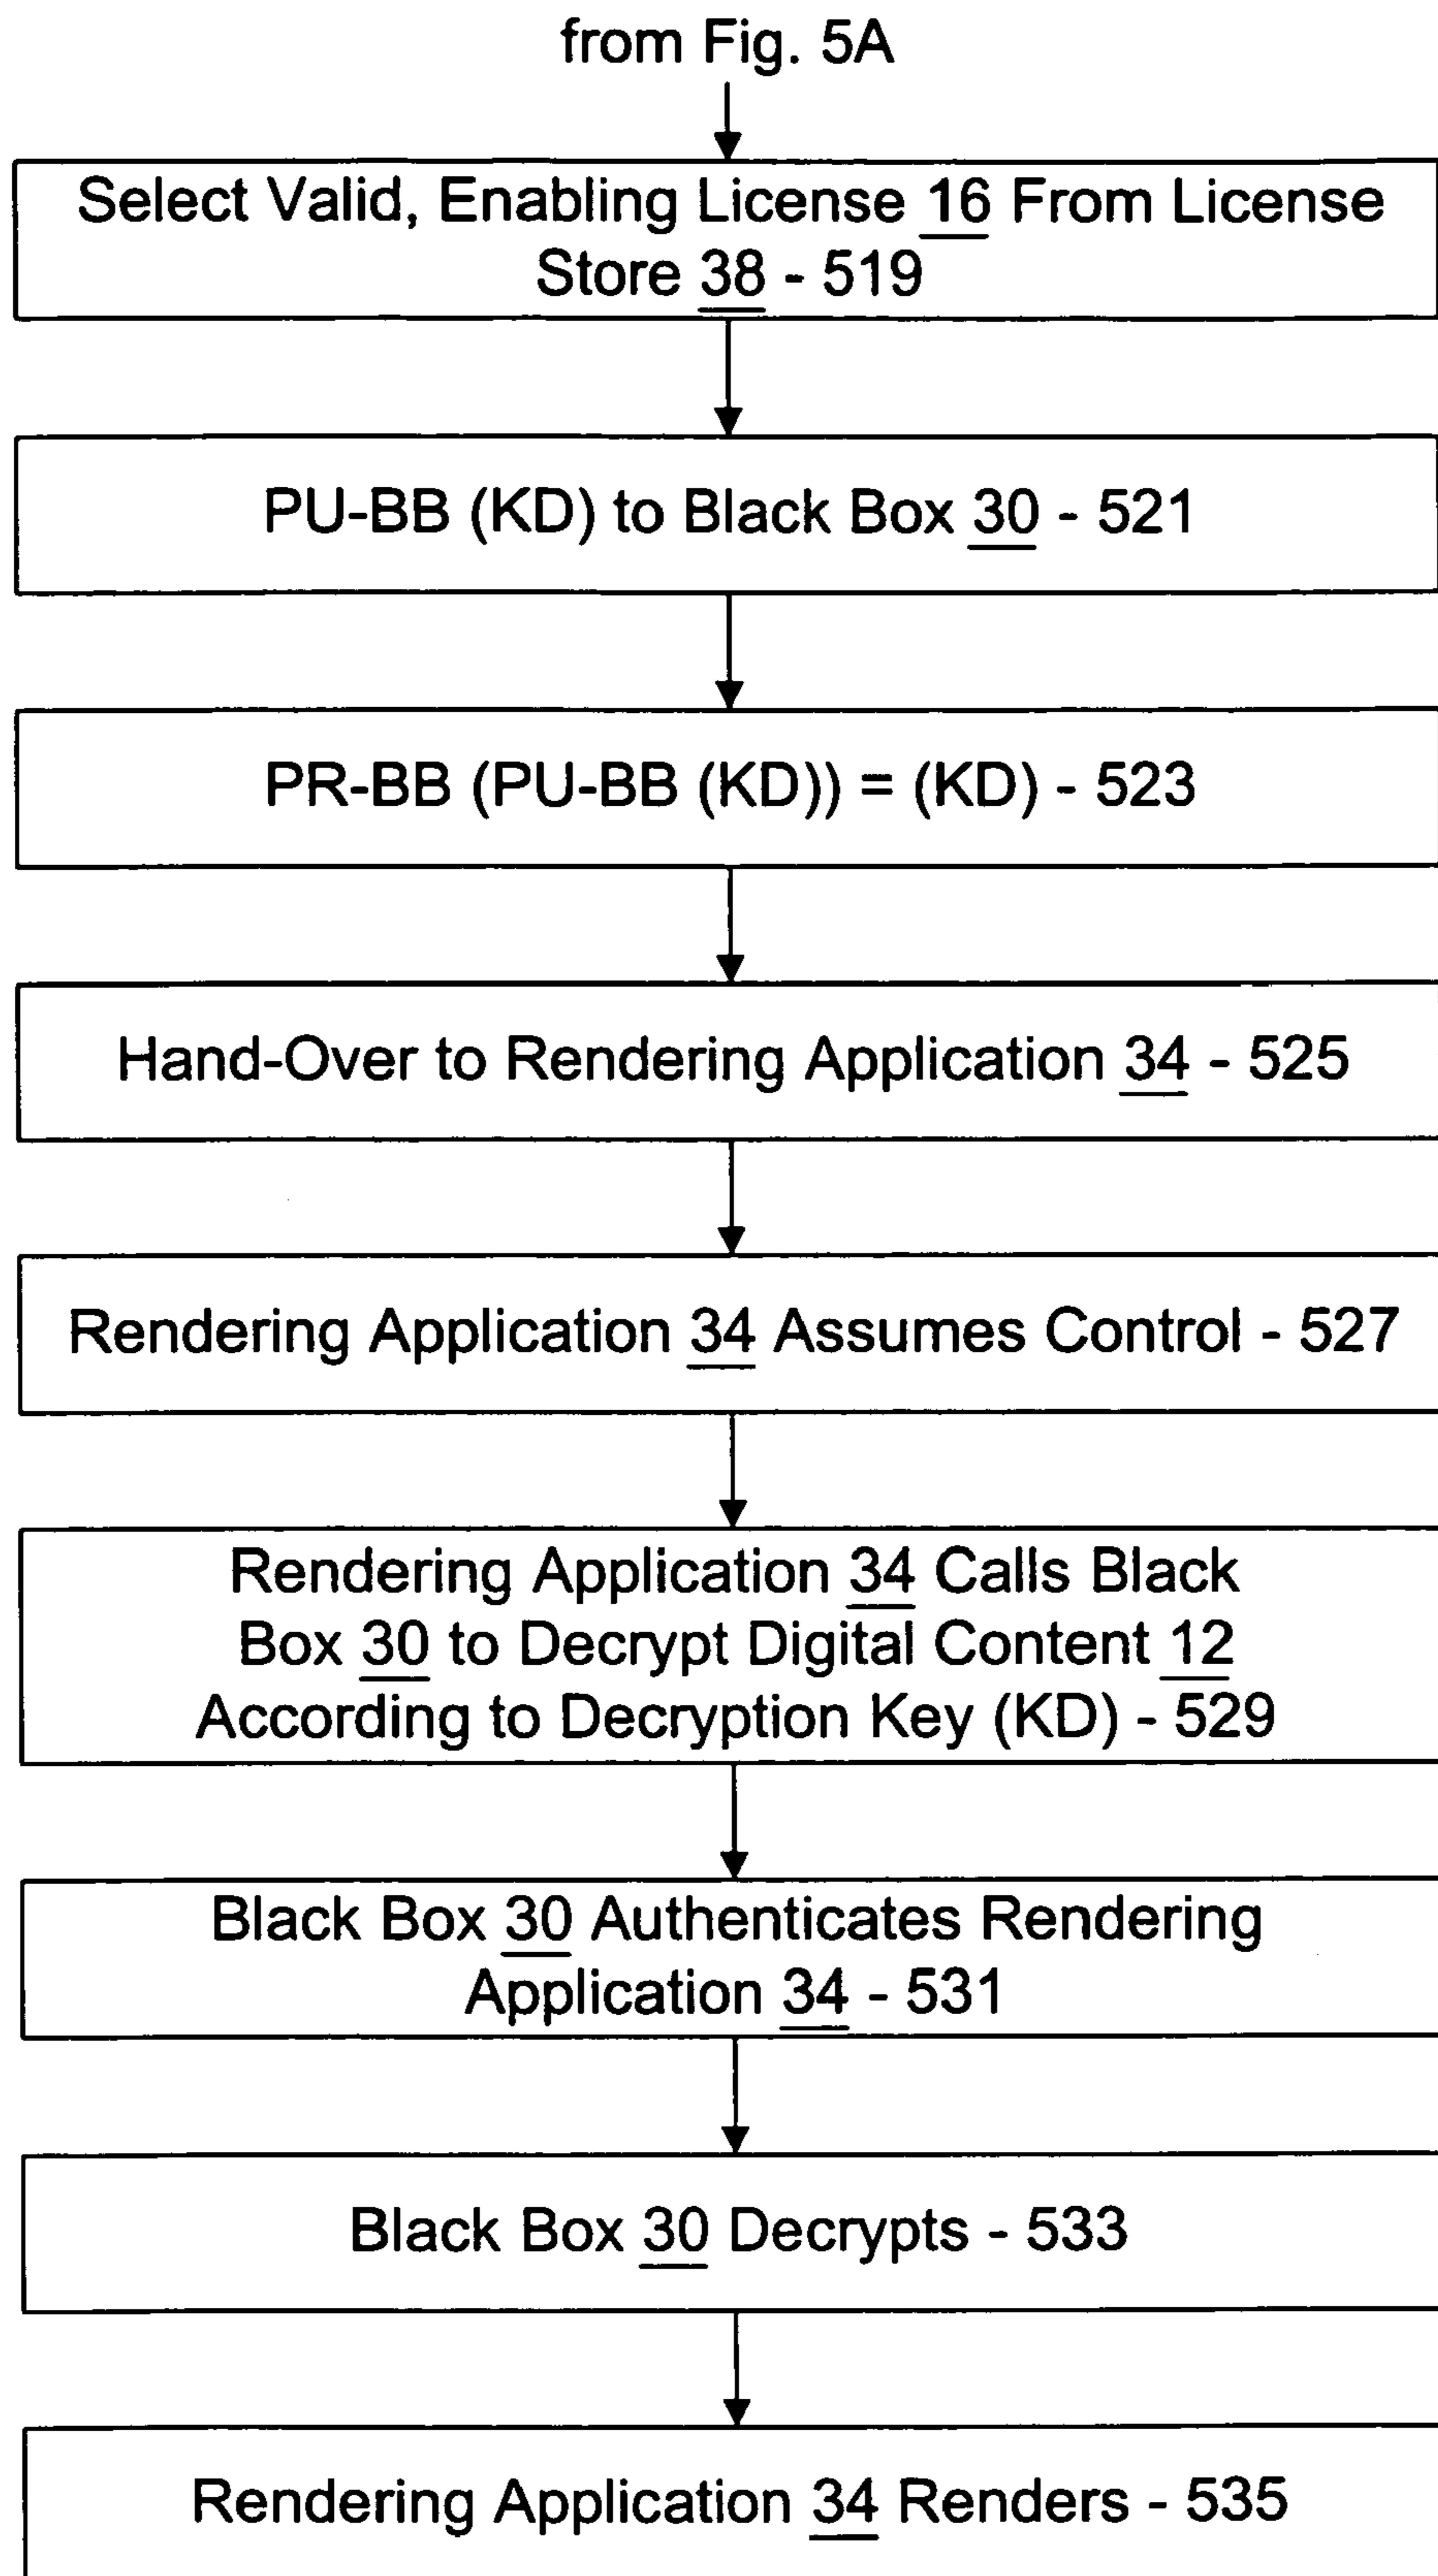 from Fig. 5A
Select Valid, Enabling License 16 From License
Store 38 - 519
PU-BB (KD) to Black Box 30 - 521
PR-BB (PU-BB (KD)) = (KD) - 523
Hand-Over to Rendering Application 34 - 525
Rendering Application 34 Assumes Control - 527
Rendering Application 34 Calls Black
Box 30 to Decrypt Digital Content 12
According to Decryption Key (KD) - 529
Black Box 30 Authenticates Rendering
Application 34 - 531
Black Box 30 Decrypts - 533
Rendering Application 34 Renders - 535